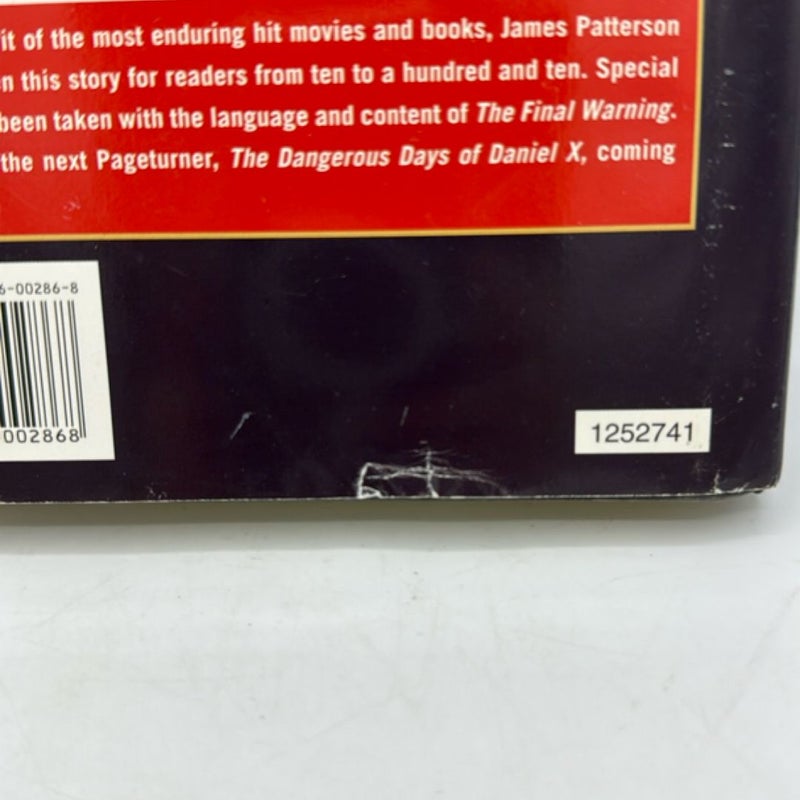 it of the most enduring hit movies and books, James Patterson
n this story for readers from ten to a hundred and ten. Special
been taken with the language and content of The Final Warning.
the next Pageturner, The Dangerous Days of Daniel X, coming
6-00286-8
002868
1252741